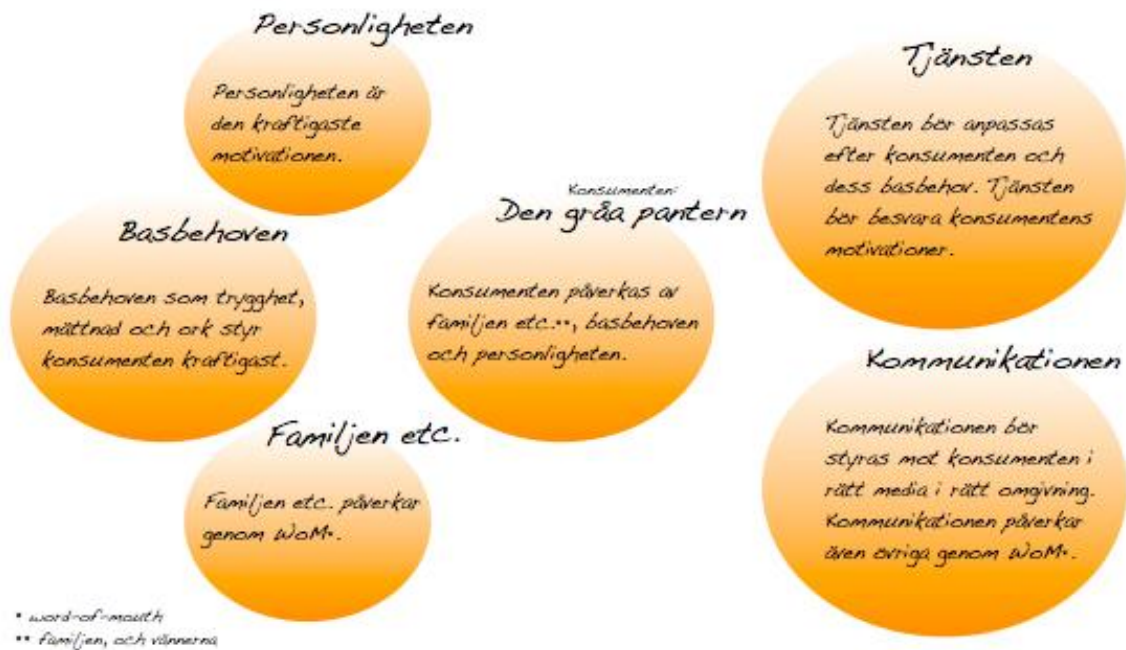 Personligheten
Personligheten är
den kraftigaste
motivationen.
Basbehoven
Basbehoven som trygghet,
mättnad och ork styr
konsumenten kraftigast.
Familjen etc.
Familjen etc. påverkar
genom WoM*.
Konsumenten:
Den gråa pantern
Konsumenten påverkas av
familjen etc.**, basbehoven
och personligheten.
Tjänsten
Tjänsten bör anpassas
efter konsumenten och
dess basbehov. Tjänsten
bör besvara konsumentens
motivationer.
Kommunikationen
Kommunikationen bör
styras mot konsumenten i
rätt media i rätt omgivning.
Kommunikationen påverkar
även övriga genom WoM*.
* word-of-mouth
** familjen, och vännerna